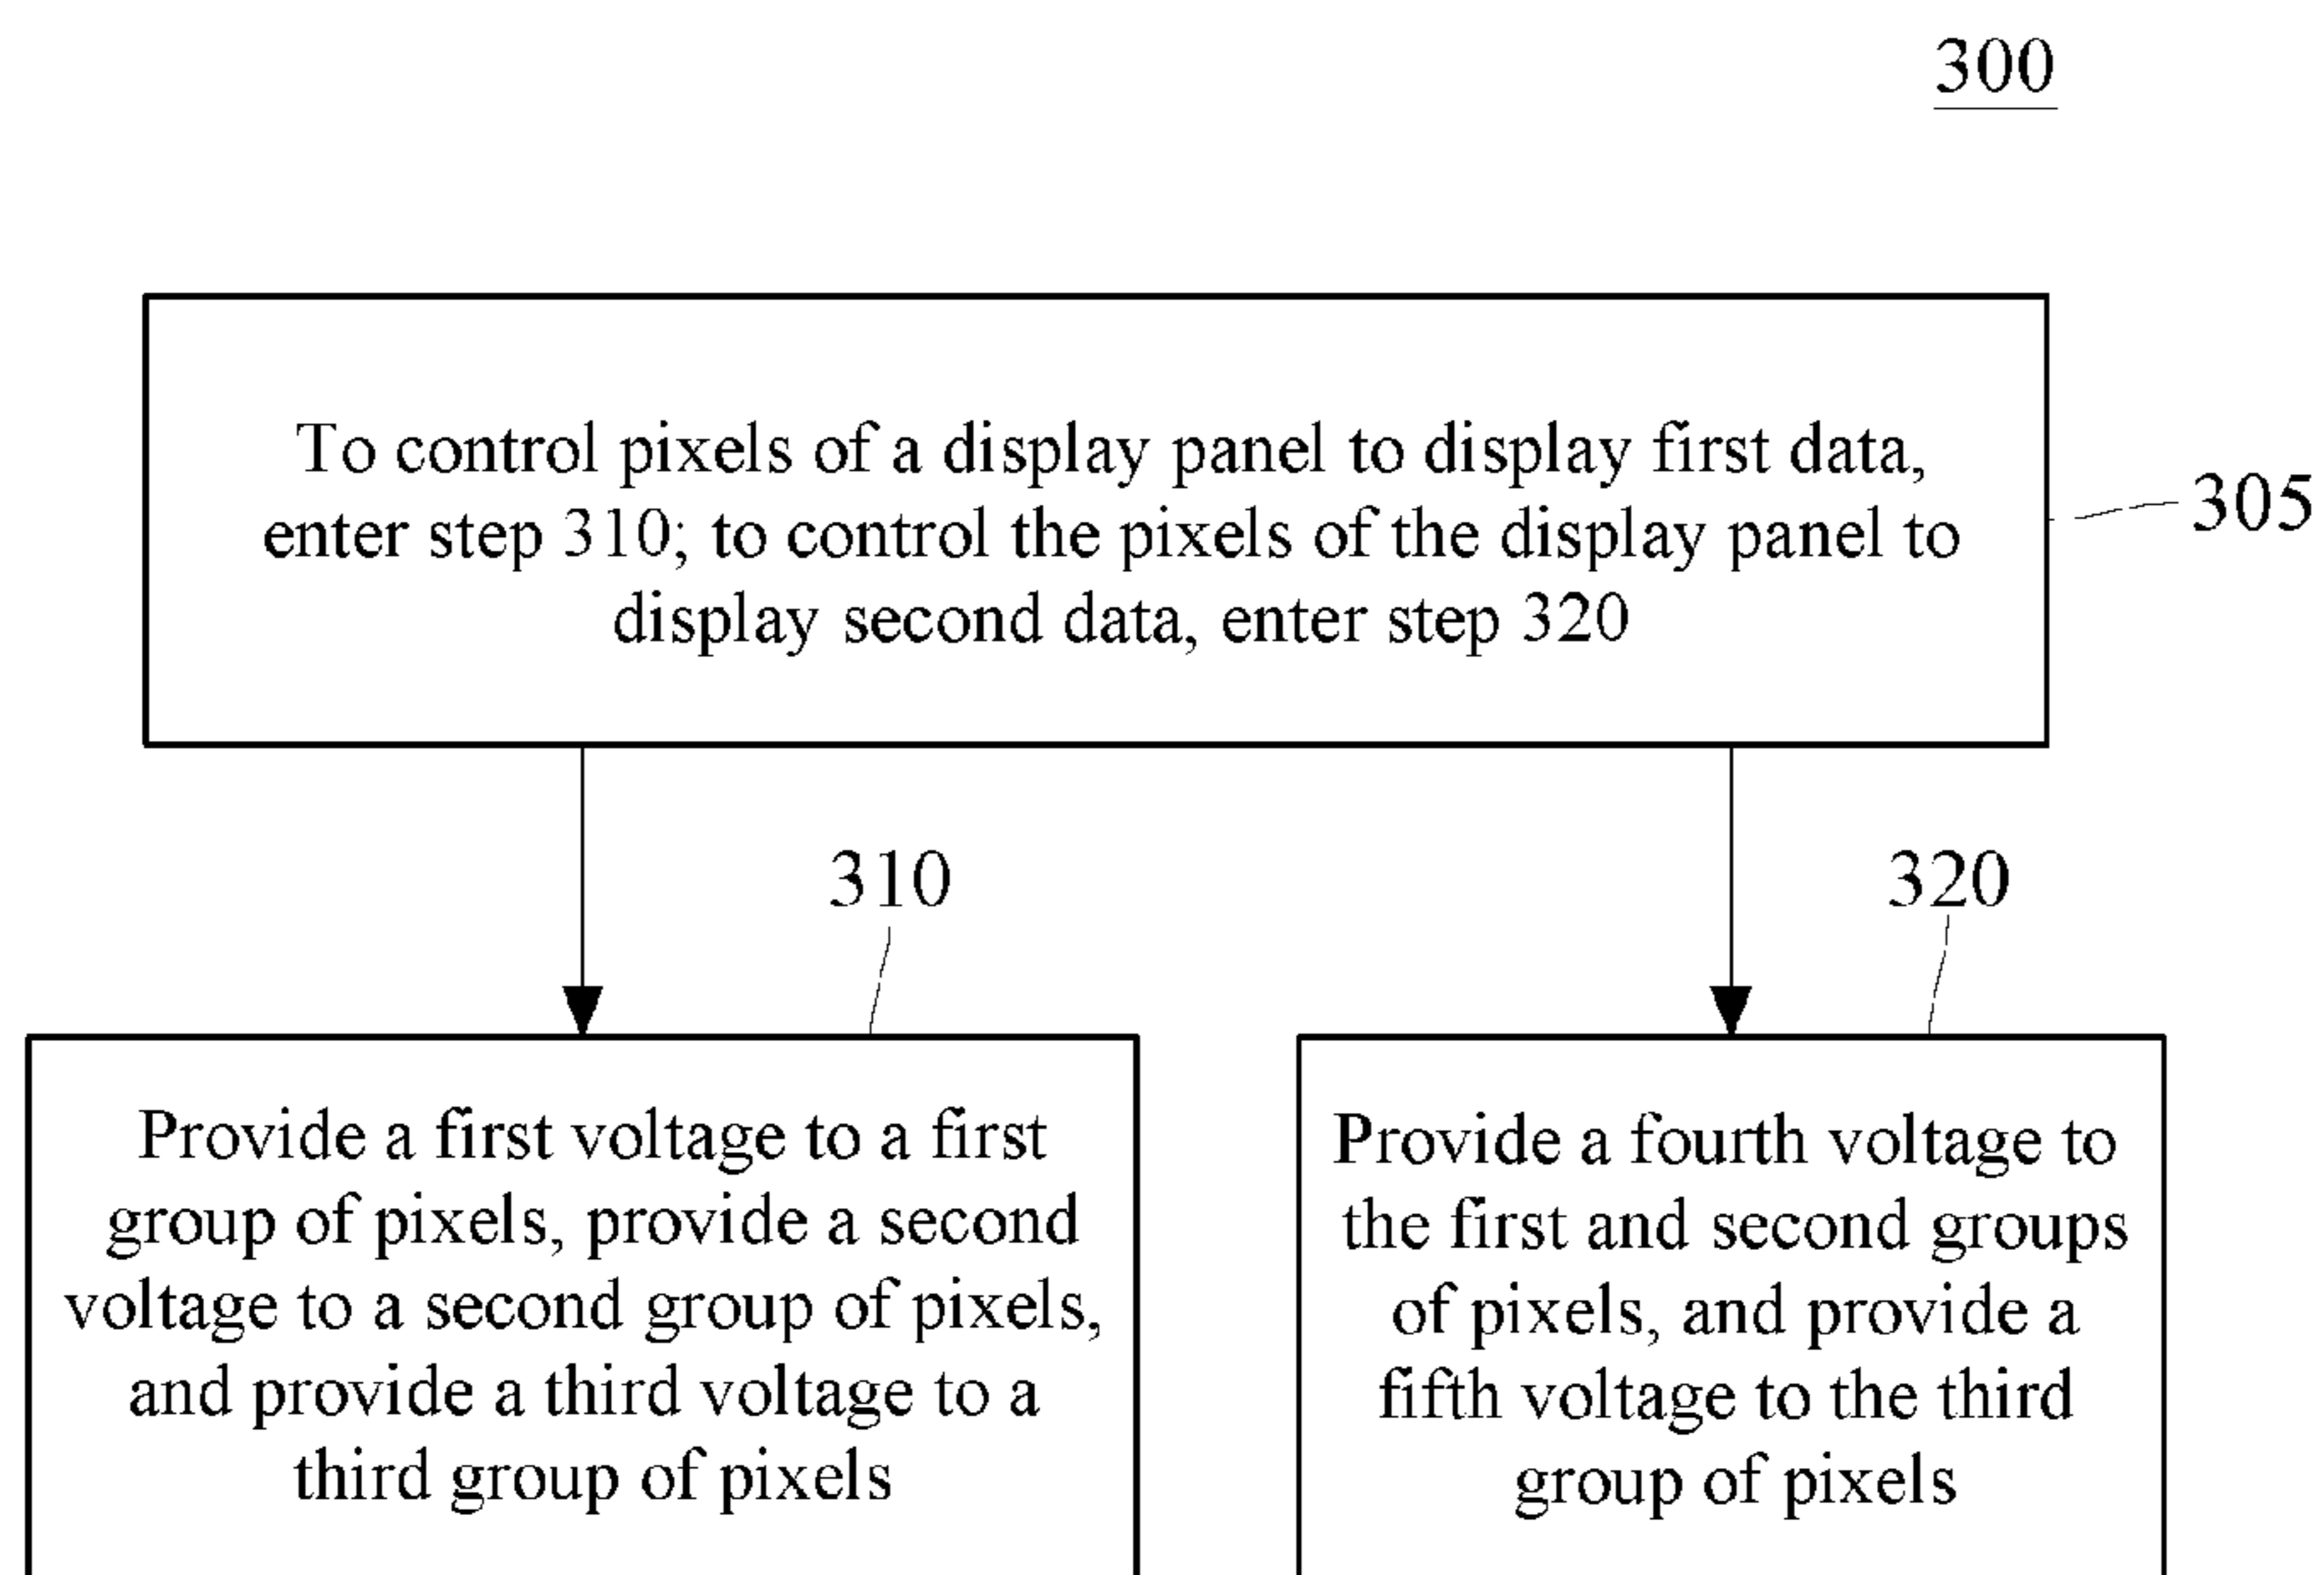 300
To control pixels of a display panel to display first data,
enter step 310; to control the pixels of the display panel to
display second data, enter step 320
305
310
Provide a first voltage to a first
group of pixels, provide a second
voltage to a second group of pixels,
and provide a third voltage to a
third group of pixels
320
Provide a fourth voltage to
the first and second groups
of pixels, and provide a
fifth voltage to the third
group of pixels